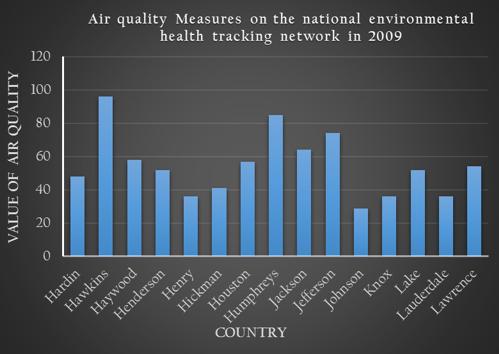 Air quality Measures on the national environmental
health tracking network in 2009
VALUE OF AIR QUALITY
120
100
80
60
40
20
0
Hardin
Hawkins
Haywood
Henderson
Henry
Hickman
Houston
Humphreys
Jackson
Jefferson
Johnson
Knox
Lake
Lauderdale
Lawrence
COUNTRY